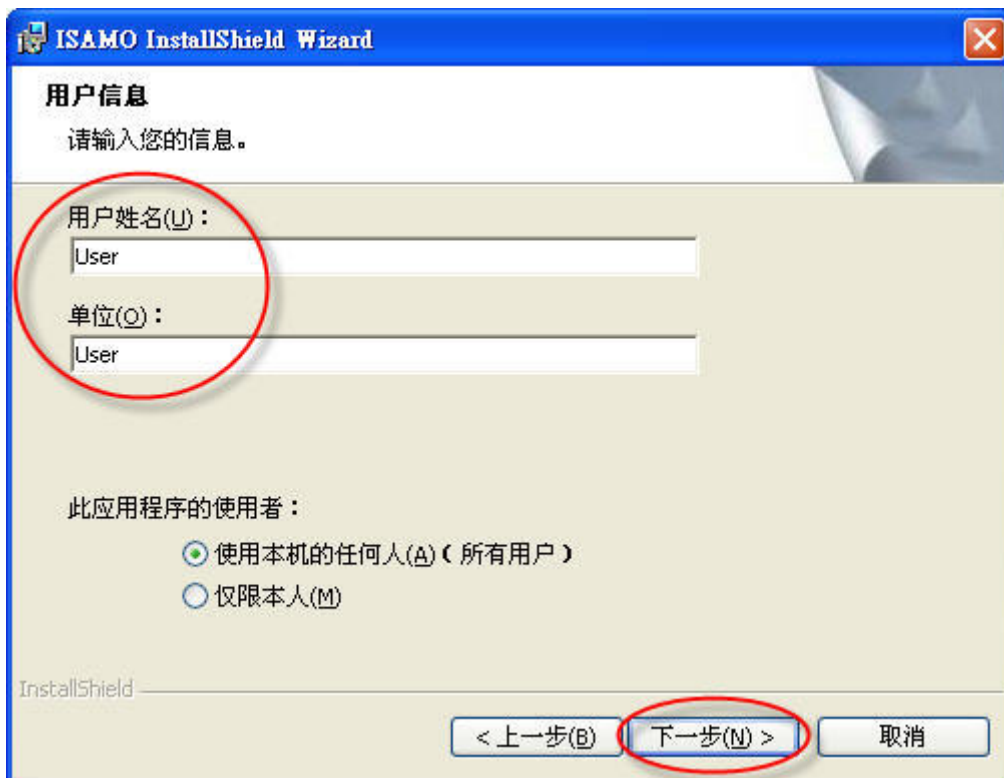 ISAMO InstallShield Wizard
用户信息
请输入您的信息。
用户姓名(U)：
User
单位(O)：
User
此应用程序的使用者：
使用本机的任何人(A)（所有用户）
仅限本人(M)
InstallShield
< 上一步(B) 下一步(N) > 取消